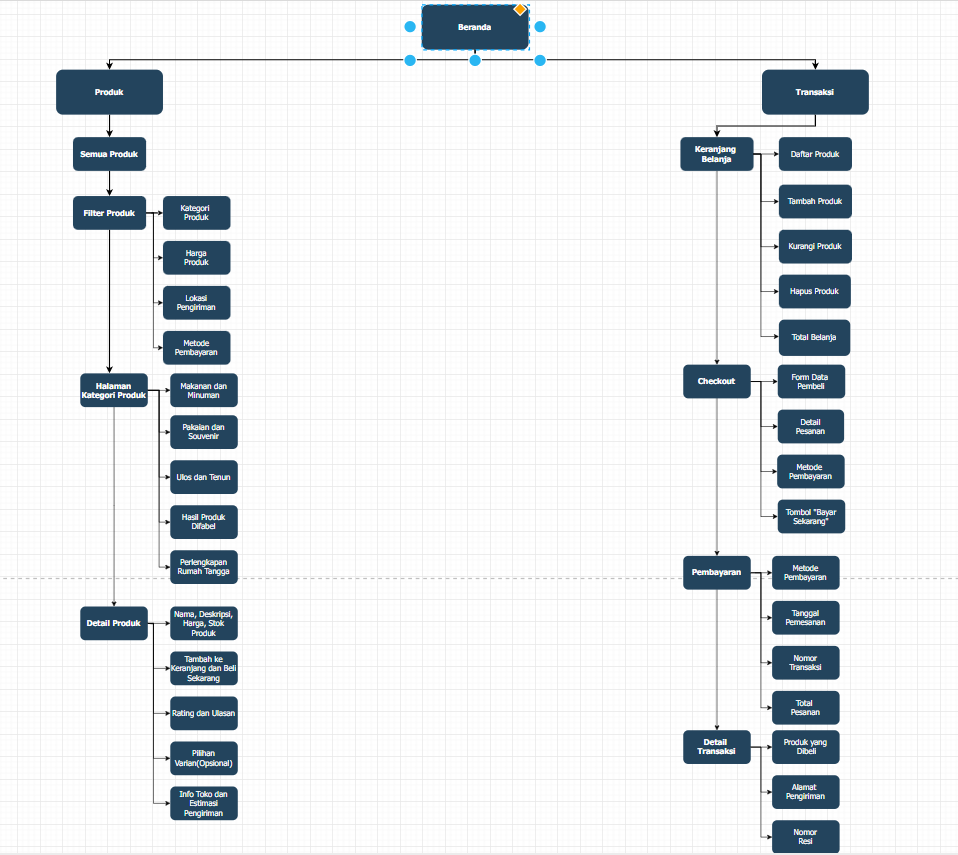 Beranda
Produk
Transaksi
Semua Produk
Filter Produk
Kategori
Produk
Harga
Produk
Lokasi
Pengiriman
Metode
Pembayaran
Halaman
Kategori Produk
Makanan dan
Minuman
Pakaian dan
Souvenir
Ulos dan Tenun
Hasil Produk
Difabel
Perlengkapan
Rumah Tangga
Detail Produk
Nama, Deskripsi,
Harga, Stok
Produk
Tambah ke
Keranjang dan Beli
Sekarang
Rating dan Ulasan
Pilihan
Varian(Opsional)
Info Toko dan
Estimasi
Pengiriman
Keranjang
Belanja
Daftar Produk
Tambah Produk
Kurangi Produk
Hapus Produk
Total Belanja
Checkout
Form Data
Pembeli
Detail
Pesanan
Metode
Pembayaran
Tombol "Bayar
Sekarang"
Pembayaran
Metode
Pembayaran
Tanggal
Pemesanan
Nomor
Transaksi
Total
Pesanan
Detail
Transaksi
Produk yang
Dibeli
Alamat
Pengiriman
Nomor
Resi